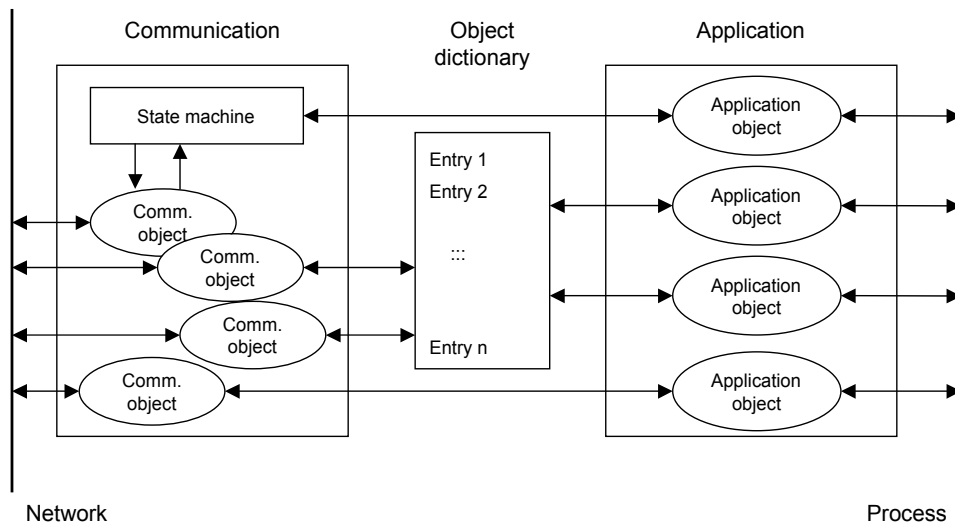 Communication
Object
dictionary
Application
State machine
Application
object
Entry 1
Entry 2
:::
Entry n
Comm.
object
Comm.
object
Comm.
object
Comm.
object
Application
object
Application
object
Application
object
Network
Process